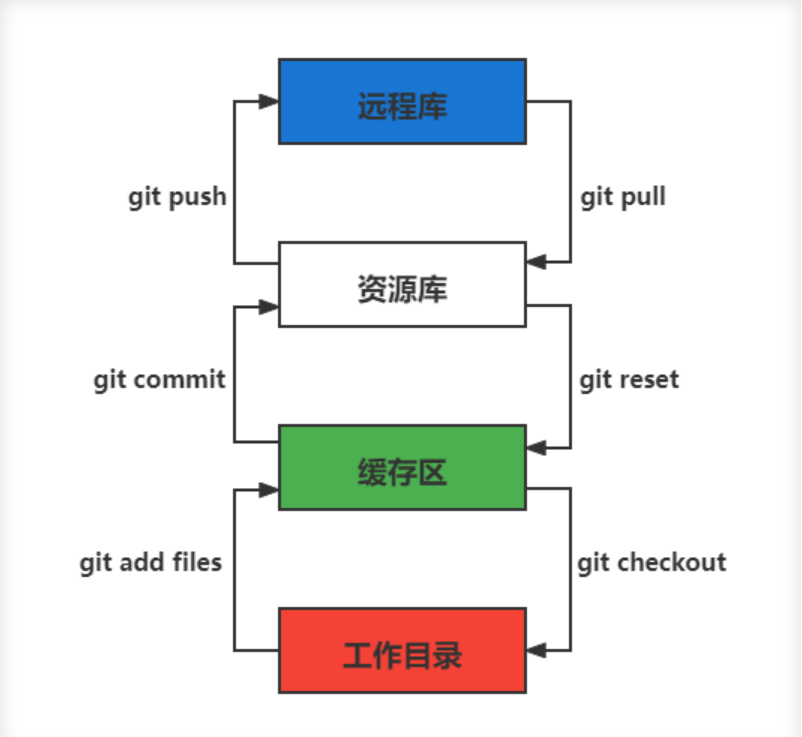 远程库
git push
git pull
资源库
git commit
git reset
缓存区
git add files
git checkout
工作目录